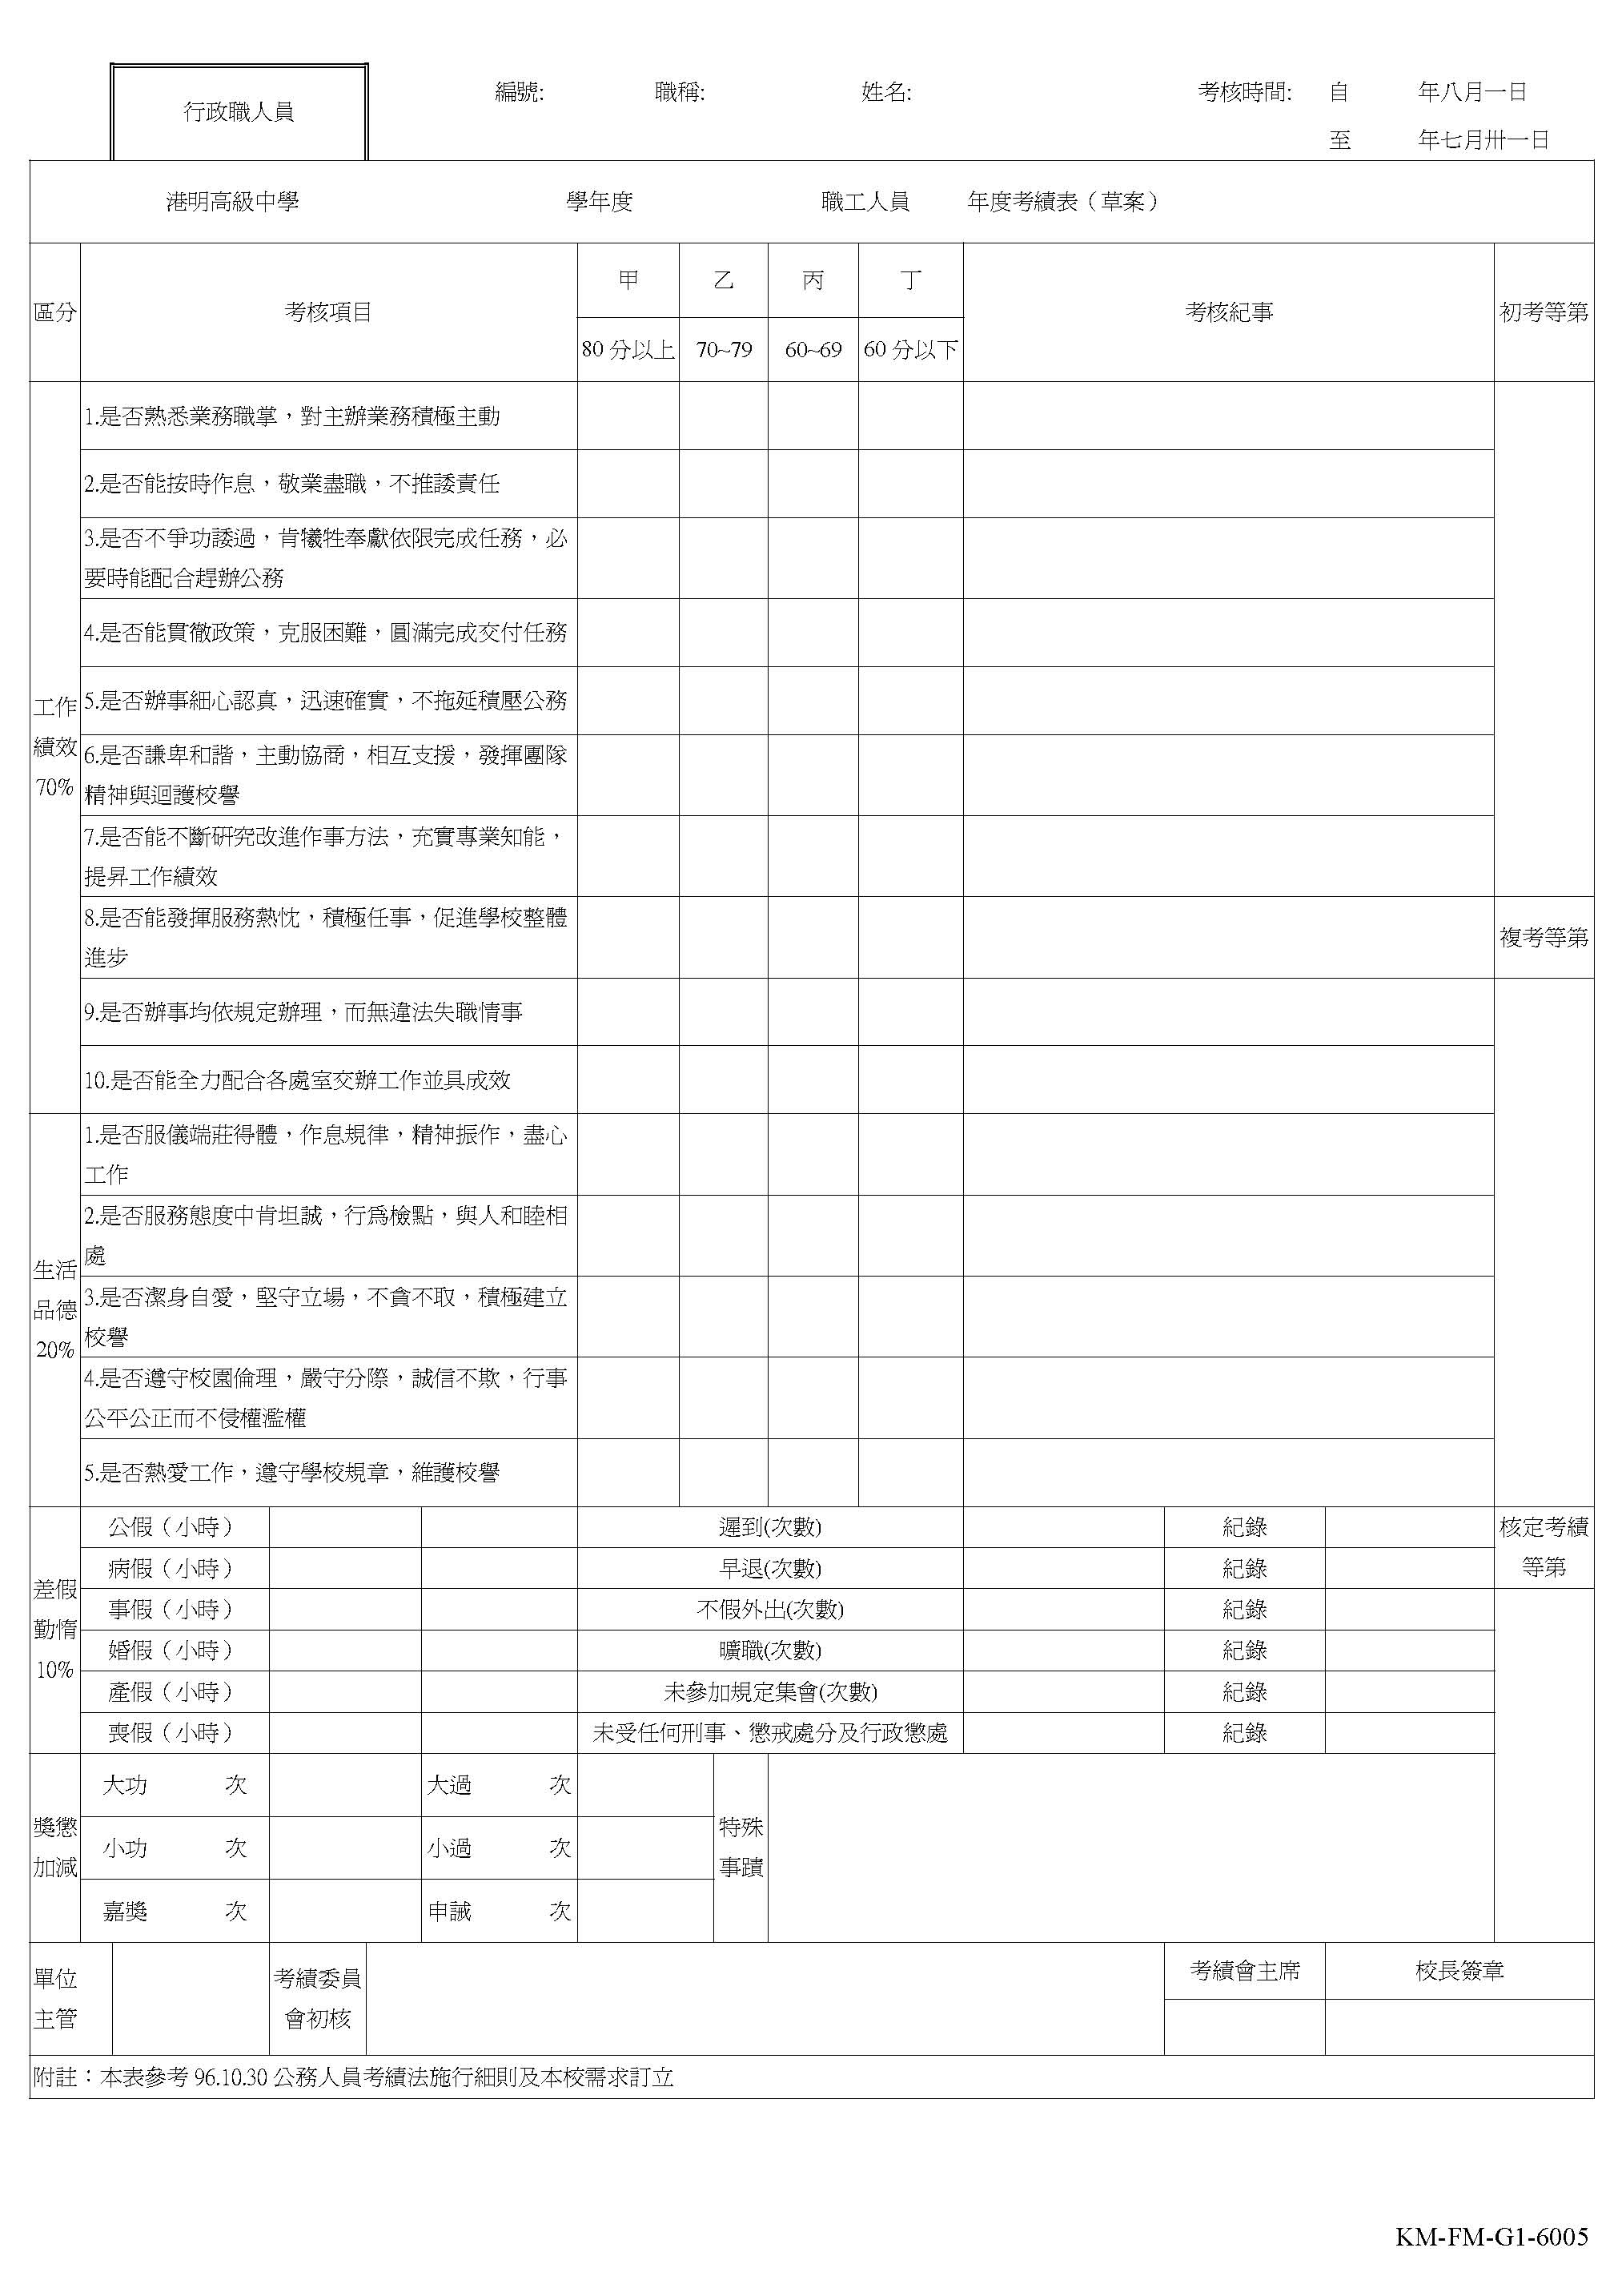 行政職人員
編號: 職稱: 姓名: 考核時間: 自 年八月一日
至 年七月卅一日
港明高級中學 學年度 職工人員 年度考績表（草案）
區分 考核項目 甲 乙 丙 丁 考核紀事 初考等第
80 分以上 70~79 60~69 60 分以下
工作
績效
70%
1.是否熟悉業務職掌，對主辦業務積極主動
2.是否能按時作息，敬業盡職，不推諉責任
3.是否不爭功諉過，肯犧牲奉獻依限完成任務，必
要時能配合趕辦公務
4.是否能貫徹政策，克服困難，圓滿完成交付任務
5.是否辦事細心認真，迅速確實，不拖延積壓公務
6.是否謙卑和諧，主動協商，相互支援，發揮團隊
精神與迴護校譽
7.是否能不斷研究改進作事方法，充實專業知能，
提昇工作績效
8.是否能發揮服務熱忱，積極任事，促進學校整體
進步
複考等第
9.是否辦事均依規定辦理，而無違法失職情事
10.是否能全力配合各處室交辦工作並具成效
生活
品德
20%
1.是否服儀端莊得體，作息規律，精神振作，盡心
工作
2.是否服務態度中肯坦誠，行為檢點，與人和睦相
處
3.是否潔身自愛，堅守立場，不貪不取，積極建立
校譽
4.是否遵守校園倫理，嚴守分際，誠信不欺，行事
公平公正而不侵權濫權
5.是否熱愛工作，遵守學校規章，維護校譽
差假
勤惰
10%
公假（小時） 遲到(次數) 紀錄
病假（小時） 早退(次數) 紀錄
事假（小時） 不假外出(次數) 紀錄
婚假（小時） 曠職(次數) 紀錄
產假（小時） 未參加規定集會(次數) 紀錄
喪假（小時） 未受任何刑事、懲戒處分及行政懲處 紀錄
核定考績
等第
獎懲
加減
大功 次 大過 次
小功 次 小過 次
嘉獎 次 申誡 次
特殊
事蹟
單位
主管
考績委員
會初核
考績會主席 校長簽章
附註：本表參考 96.10.30 公務人員考績法施行細則及本校需求訂立
KM-FM-G1-6005